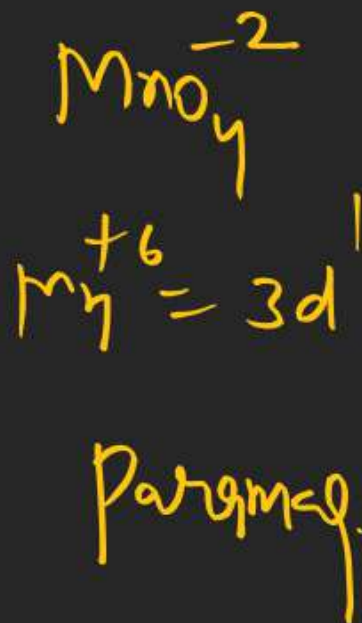 MnO₄⁻²
Mn⁺⁶ = 3d¹
Paramag.